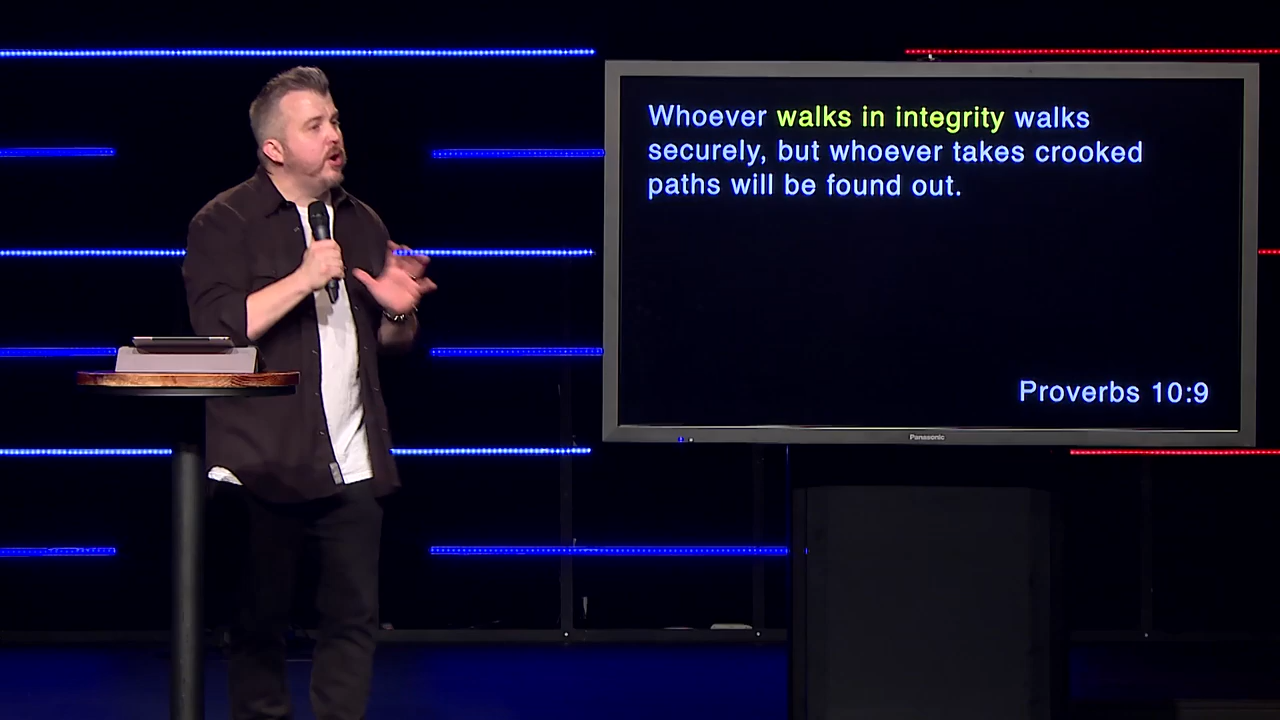 Whoever walks in integrity walks
securely, but whoever takes crooked
paths will be found out.
Proverbs 10:9
Panasonic